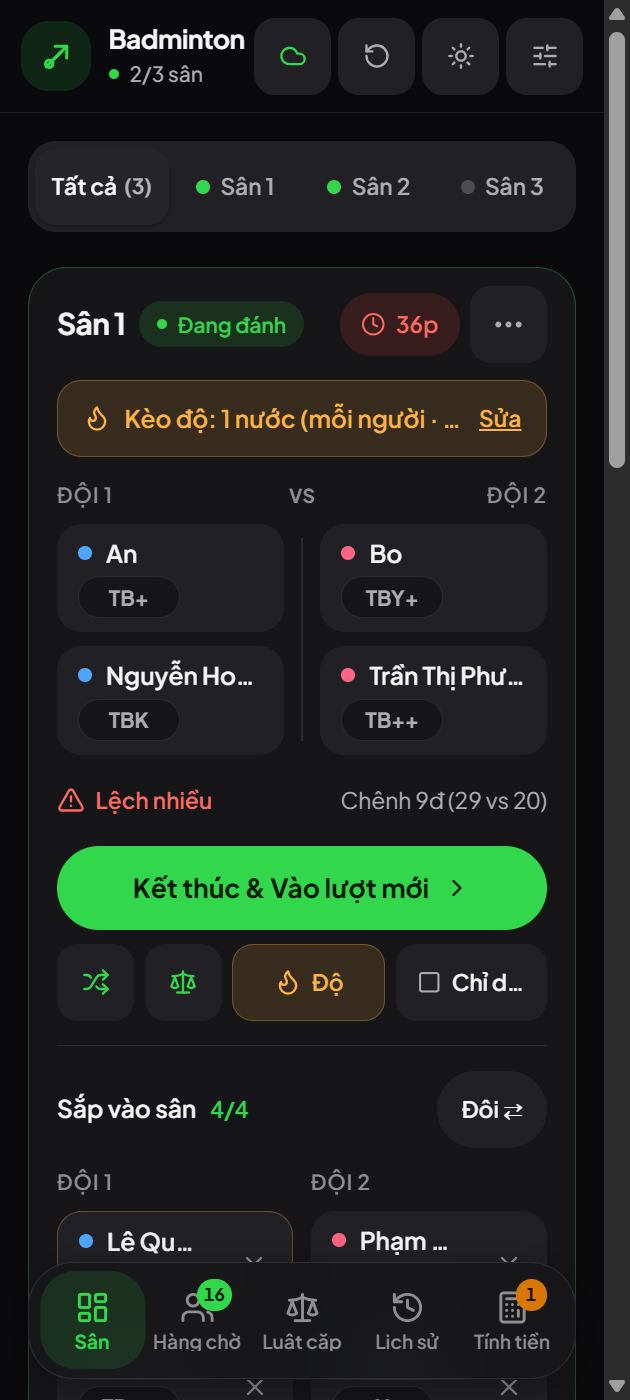 Badminton
2/3 sân
Tất cả (3)
Sân 1
Sân 2
Sân 3
Sân 1
Đang đánh
36p
Kèo độ: 1 nước (mỗi người · ...
Sửa
ĐỘI 1
VS
ĐỘI 2
An
TB+
Bo
TBY+
Nguyễn Ho...
TBK
Trần Thị Phư...
TB++
Lệch nhiều
Chênh 9đ (29 vs 20)
Kết thúc & Vào lượt mới
Độ
Chỉ d...
Sắp vào sân 4/4
Đôi
ĐỘI 1
ĐỘI 2
Lê Qu...
Phạm ...
Sân
16
Hàng chờ
Luật cặp
Lịch sử
1
Tính tiền